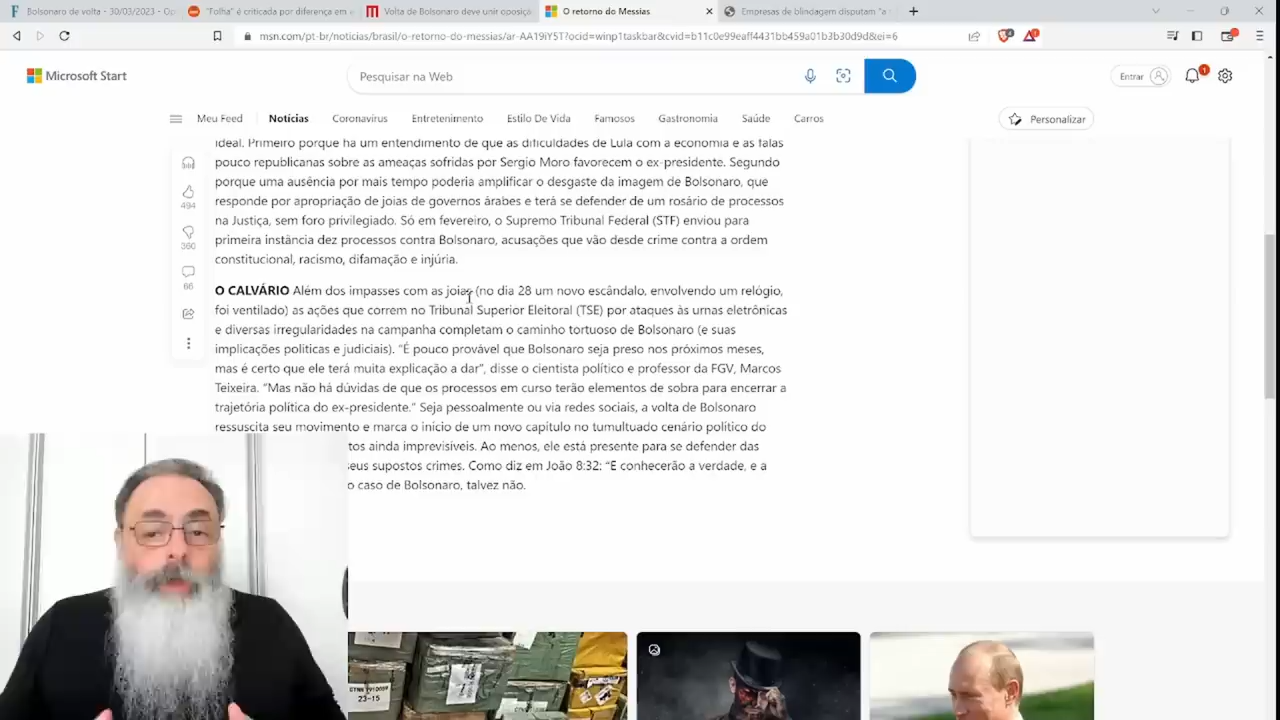 Bolsonaro de volta - 30/03/2023 - Op
"Folha" é criticada por diferença em
Volta de Bolsonaro deve unir oposiçã
O retorno do Messias
Empresas de blindagem disputam "a
msn.com/pt-br/noticias/brasil/o-retorno-do-messias/ar-AA19iY5T?ocid=winp1taskbar&cvid=b11c0e99eaff4431bb459a01b3b30d9d&ei=6
Microsoft Start
Pesquisar na Web
Entrar
1
Meu Feed
Notícias
Coronavírus
Entretenimento
Estilo De Vida
Famosos
Gastronomia
Saúde
Carros
Personalizar
ideal. Primeiro porque há um entendimento de que as dificuldades de Lula com a economia e as falas
pouco republicanas sobre as ameaças sofridas por Sergio Moro favorecem o ex-presidente. Segundo
porque uma ausência por mais tempo poderia amplificar o desgaste da imagem de Bolsonaro, que
responde por apropriação de joias de governos árabes e terá se defender de um rosário de processos
na Justiça, sem foro privilegiado. Só em fevereiro, o Supremo Tribunal Federal (STF) enviou para
primeira instância dez processos contra Bolsonaro, acusações que vão desde crime contra a ordem
constitucional, racismo, difamação e injúria.
494
360
66
O CALVÁRIO Além dos impasses com as joias (no dia 28 um novo escândalo, envolvendo um relógio,
foi ventilado) as ações que correm no Tribunal Superior Eleitoral (TSE) por ataques às urnas eletrônicas
e diversas irregularidades na campanha completam o caminho tortuoso de Bolsonaro (e suas
implicações políticas e judiciais). "É pouco provável que Bolsonaro seja preso nos próximos meses,
mas é certo que ele terá muita explicação a dar", disse o cientista político e professor da FGV, Marcos
Teixeira. "Mas não há dúvidas de que os processos em curso terão elementos de sobra para encerrar a
trajetória política do ex-presidente." Seja pessoalmente ou via redes sociais, a volta de Bolsonaro
ressuscita seu movimento e marca o início de um novo capítulo no tumultuado cenário político do
tos ainda imprevisíveis. Ao menos, ele está presente para se defender das
eus supostos crimes. Como diz em João 8:32: "E conhecerão a verdade, e a
o caso de Bolsonaro, talvez não.
23-15